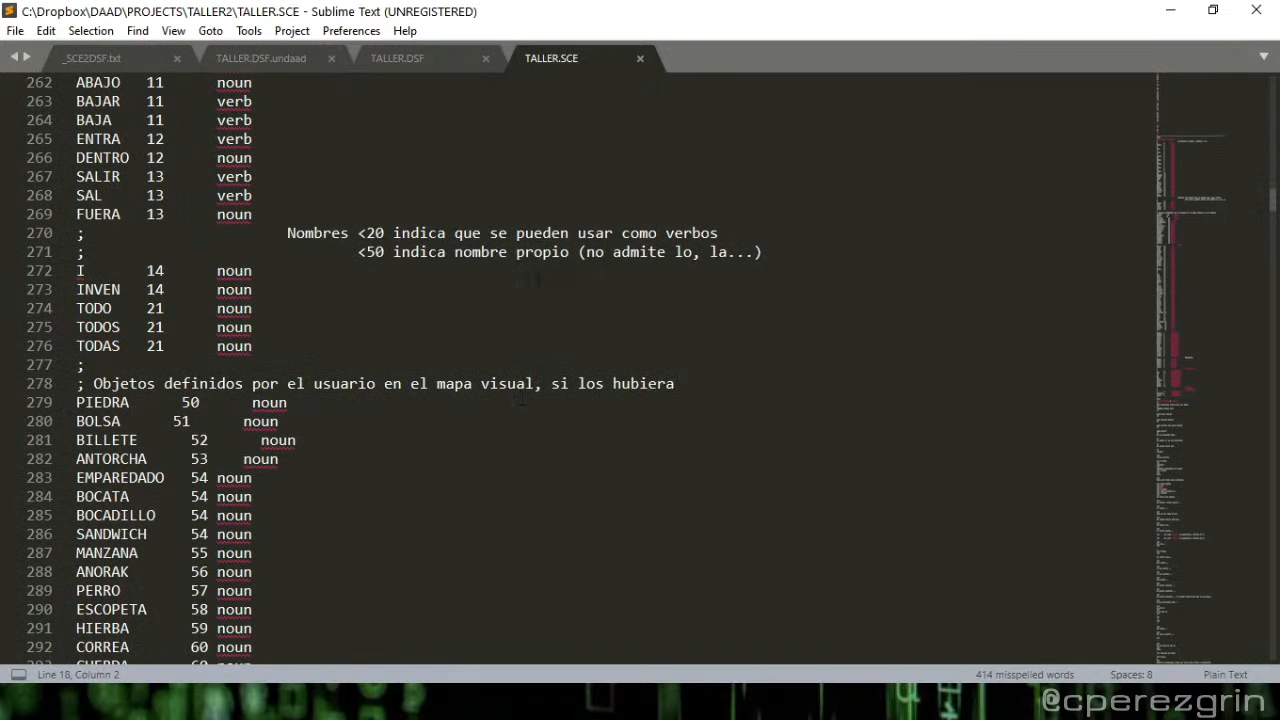 C:\Dropbox\DAAD\PROJECTS\TALLER2\TALLER.SCE - Sublime Text (UNREGISTERED)
File Edit Selection Find View Goto Tools Project Preferences Help
_SCE2DSF.txt TALLER.DSF.undaad TALLER.DSF TALLER.SCE
262 ABAJO 11 noun
263 BAJAR 11 verb
264 BAJA 11 verb
265 ENTRA 12 verb
266 DENTRO 12 noun
267 SALIR 13 verb
268 SAL 13 verb
269 FUERA 13 noun
270 ; Nombres <20 indica que se pueden usar como verbos
271 ; <50 indica nombre propio (no admite lo, la...)
272 I 14 noun
273 INVEN 14 noun
274 TODO 21 noun
275 TODOS 21 noun
276 TODAS 21 noun
277 ;
278 ; Objetos definidos por el usuario en el mapa visual, si los hubiera
279 PIEDRA 50 noun
280 BOLSA 51 noun
281 BILLETE 52 noun
282 ANTORCHA 53 noun
283 EMPAREDADO 54 noun
284 BOCATA 54 noun
285 BOCADILLO 54 noun
286 SANDWICH 54 noun
287 MANZANA 55 noun
288 ANORAK 56 noun
289 PERRO 57 noun
290 ESCOPETA 58 noun
291 HIERBA 59 noun
292 CORREA 60 noun
293 CUERDA 60 noun
Line 18, Column 2 414 misspelled words Spaces: 8 Plain Text
@cperezgrin